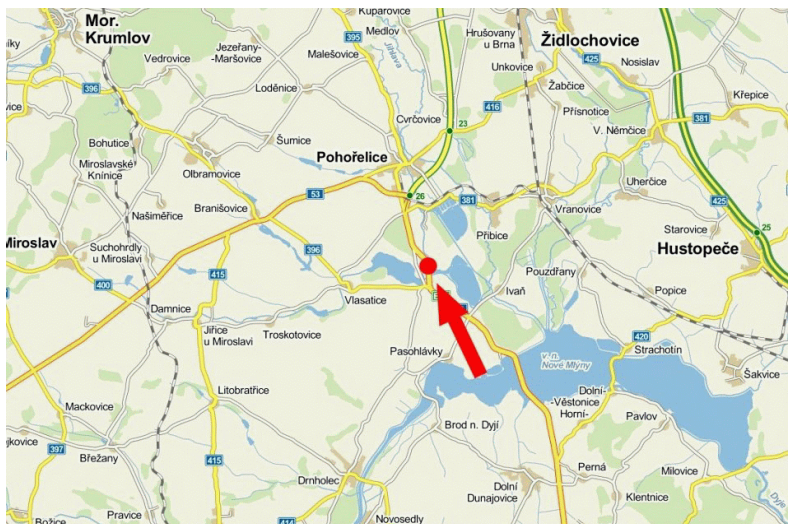 Kupařovice
Mor.
Krumlov
Medlov
395
Jihlava
Hrušovany
u Brna
Židlochovice
Jezeřany-
-Maršovice
Vedrovice
Malešovice
Unkovice
425
Nosislav
396
Loděnice
Žabčice
Křepice
416
Přísnotice
Cvrčovice
23
381
V. Němčice
Bohutice
Šumice
Miroslavské
Knínice
Pohořelice
Olbramovice
Uherčice
53
26
381
425
Našiměřice
Branišovice
Vranovice
Starovice
25
Přibice
Miroslav
Suchohrdly
u Miroslavi
396
Hustopeče
415
Pouzdřany
400
Ivaň
Popice
Vlasatice
Damnice
Jiřice
u Miroslavi
Troskotovice
420
v. n.
Nové Mlýny
Strachotín
Pasohlávky
Šakvice
Litobratřice
Dolní-
-Věstonice
Horní-
Mackovice
Brod n. Dyjí
Pavlov
397
Břežany
415
Perná
Milovice
Drnholec
Dolní
Dunajovice
Klentnice
Dyje
Pravice
Božice
414
Novosedly